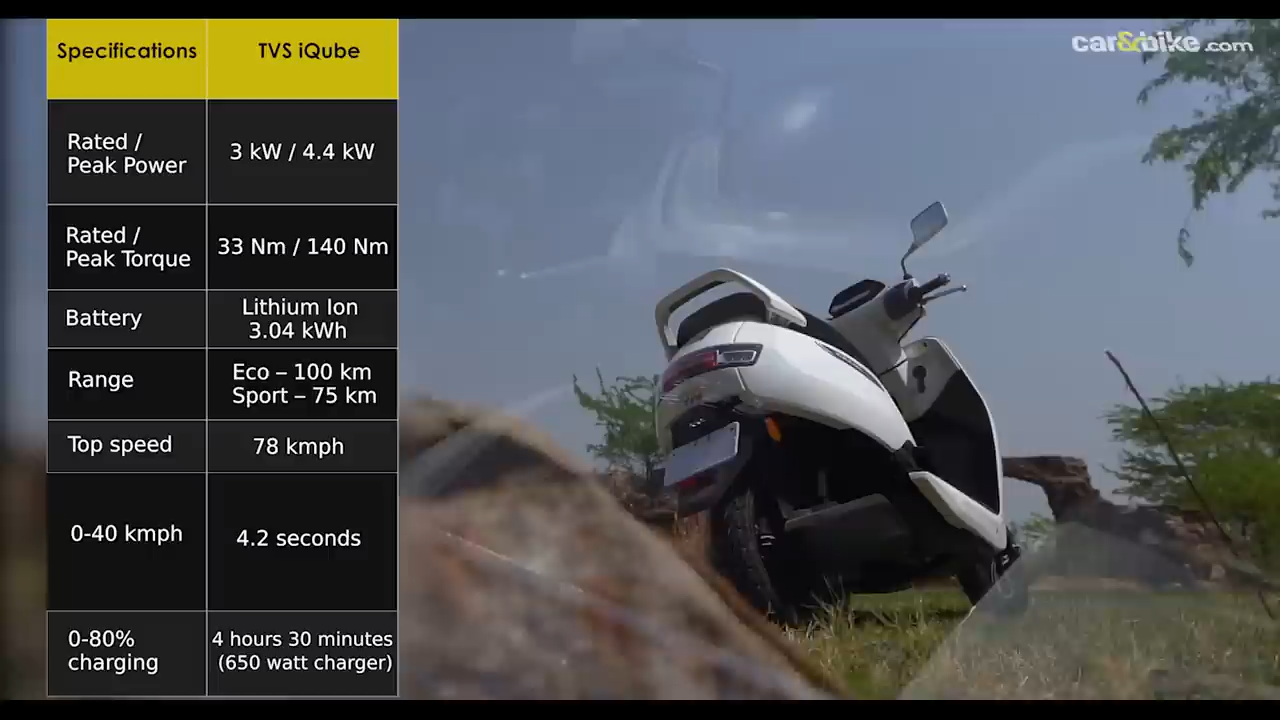 Specifications
TVS iQube
car&bike.com
Rated /
Peak Power
3 kW / 4.4 kW
Rated /
Peak Torque
33 Nm / 140 Nm
Battery
Lithium Ion
3.04 kWh
Range
Eco – 100 km
Sport – 75 km
Top speed
78 kmph
0-40 kmph
4.2 seconds
0-80%
charging
4 hours 30 minutes
(650 watt charger)